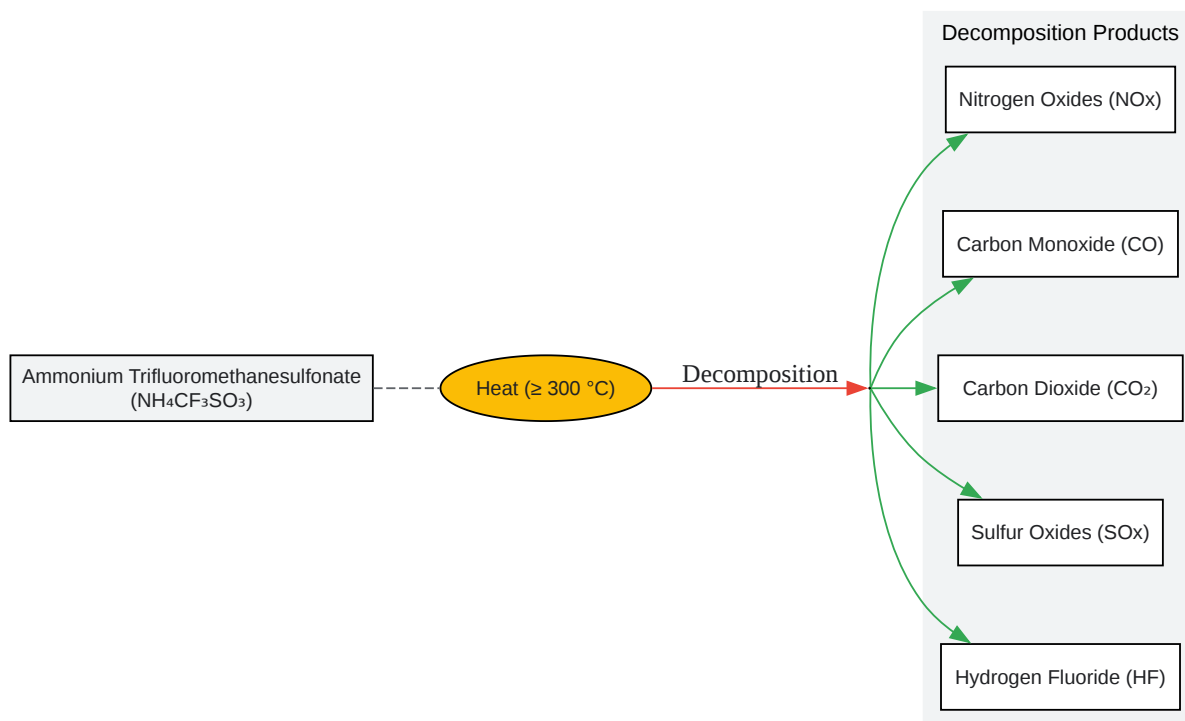 Decomposition Products
Nitrogen Oxides (NOx)
Carbon Monoxide (CO)
Ammonium Trifluoromethanesulfonate
(NH₄CF₃SO₃)
Heat (≥ 300 °C)
Decomposition
Carbon Dioxide (CO₂)
Sulfur Oxides (SOx)
Hydrogen Fluoride (HF)